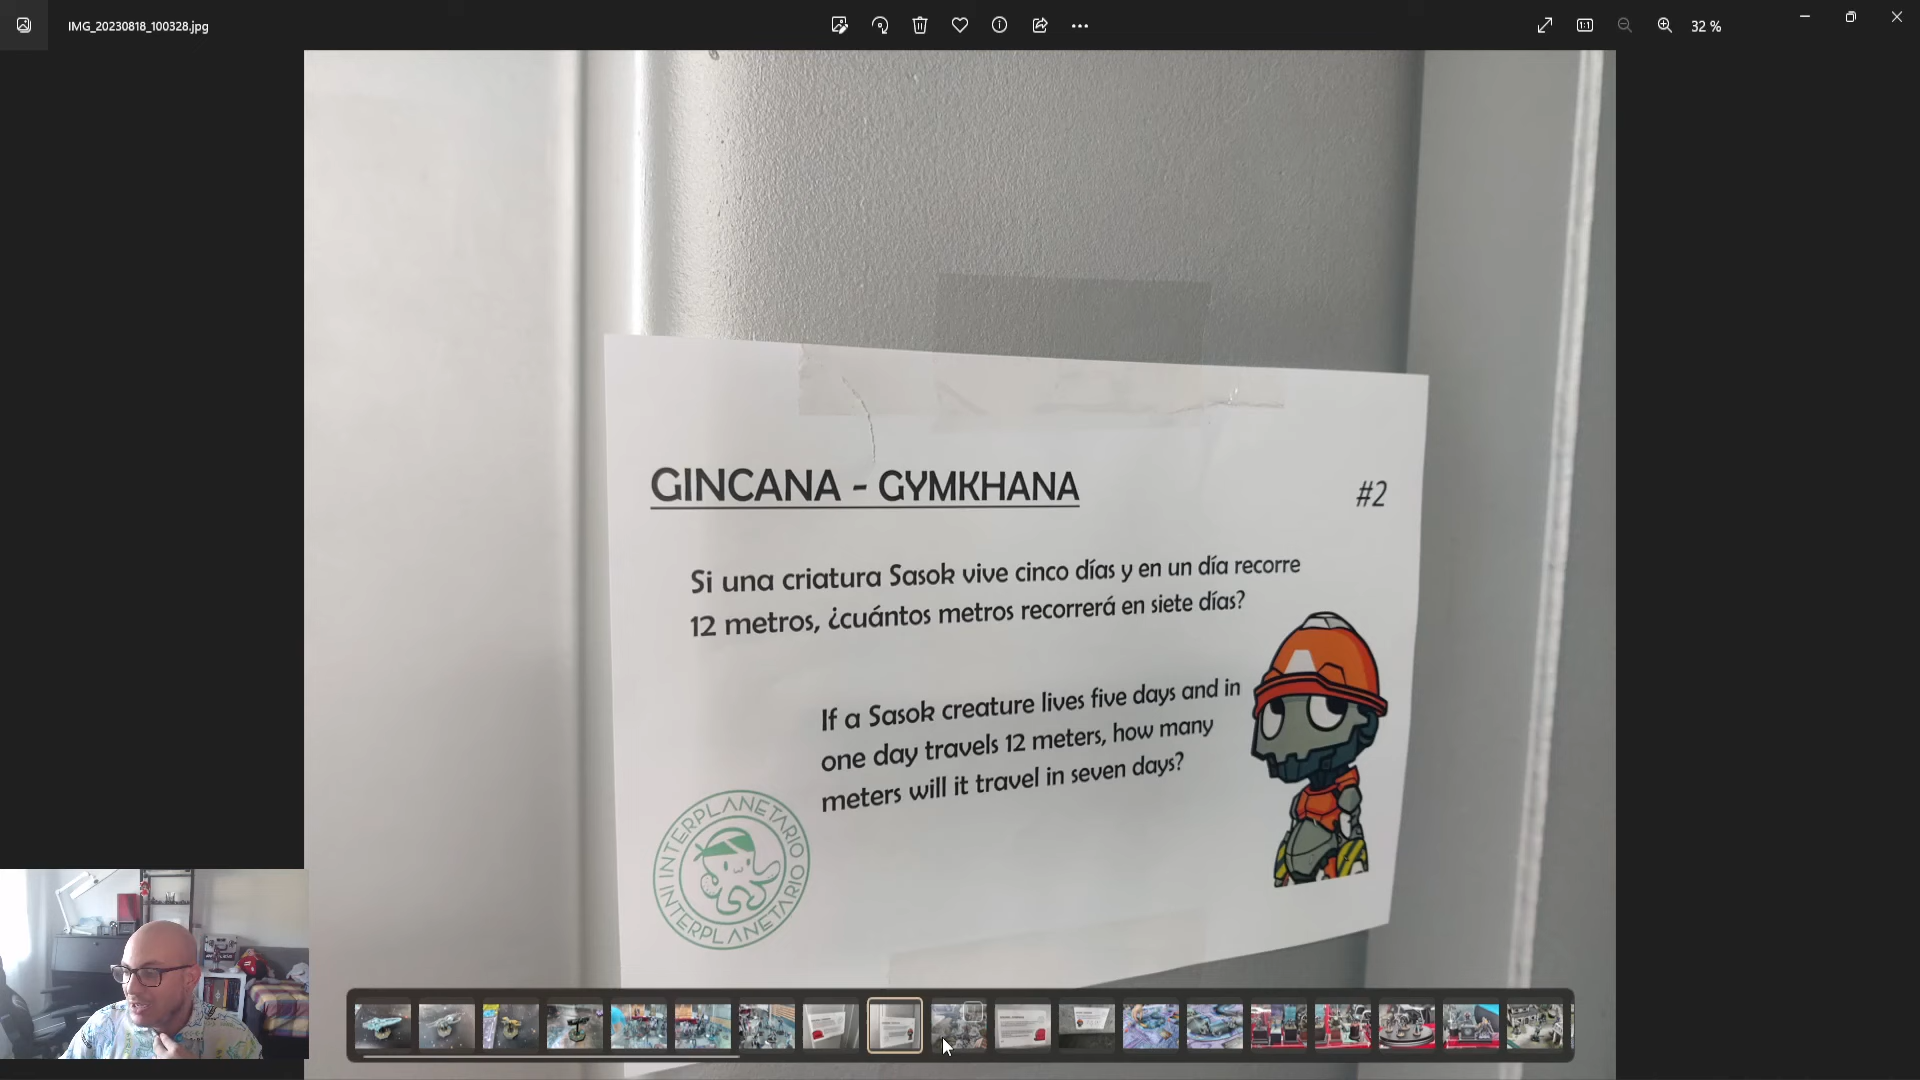 IMG_20230818_100328.jpg
32 %
GINCANA - GYMKHANA
#2
Si una criatura Sasok vive cinco días y en un día recorre
12 metros, ¿cuántos metros recorrerá en siete días?
If a Sasok creature lives five days and in
one day travels 12 meters, how many
meters will it travel in seven days?
INTERPLANETARIO
INTERPLANETARIO